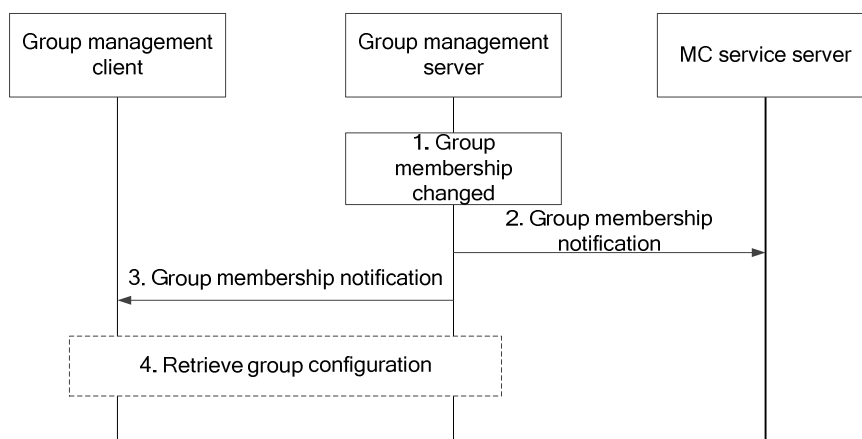 Group management
client
Group management
server
MC service server
1. Group
membership
changed
2. Group membership
notification
3. Group membership notification
4. Retrieve group configuration